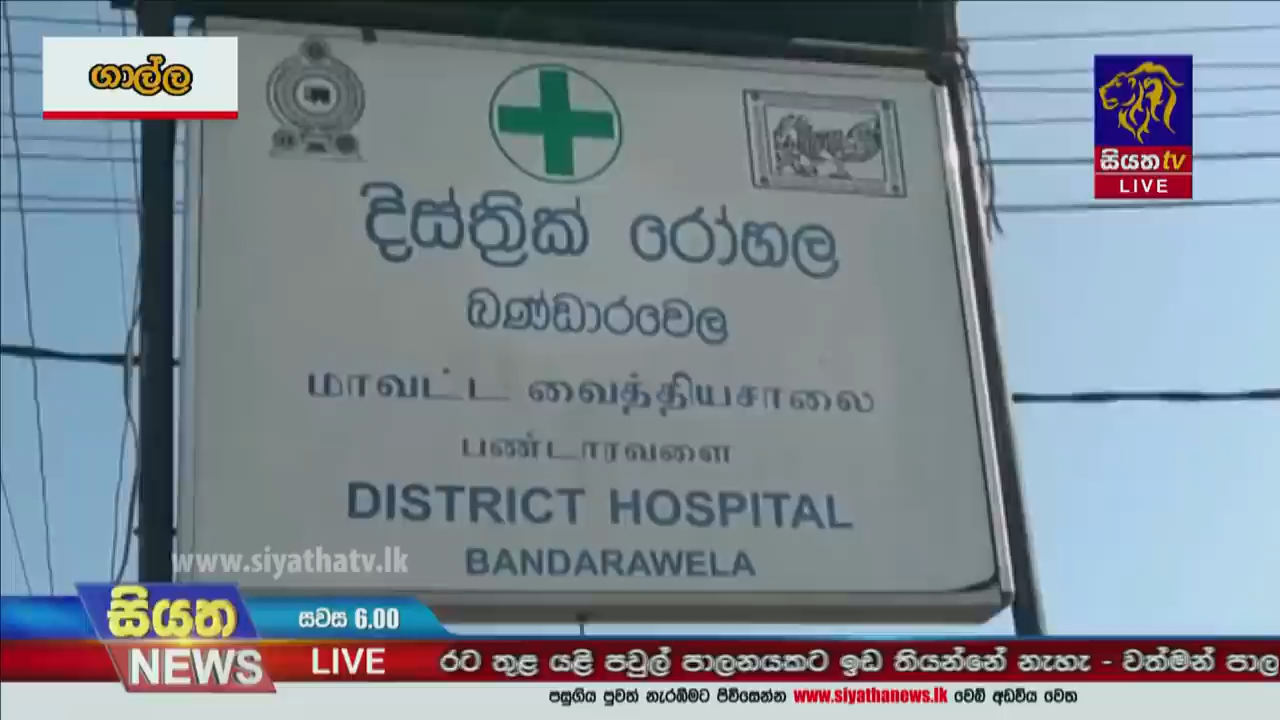 ගාල්ල
සියත tv
LIVE
දිස්ත්‍රික් රෝහල
බණ්ඩාරවෙල
மாவட்ட வைத்தியசாலை
பண்டாரவளை
DISTRICT HOSPITAL
BANDARAWELA
www.siyathatv.lk
සියත
NEWS
සවස 6.00
LIVE
රට තුළ යළි පවුල් පාලනයකට ඉඩ තියන්නේ නැහැ - වත්මන් පාල
පසුගිය පුවත් නැරඹීමට පිවිසෙන්න www.siyathanews.lk වෙබ් අඩවිය වෙත